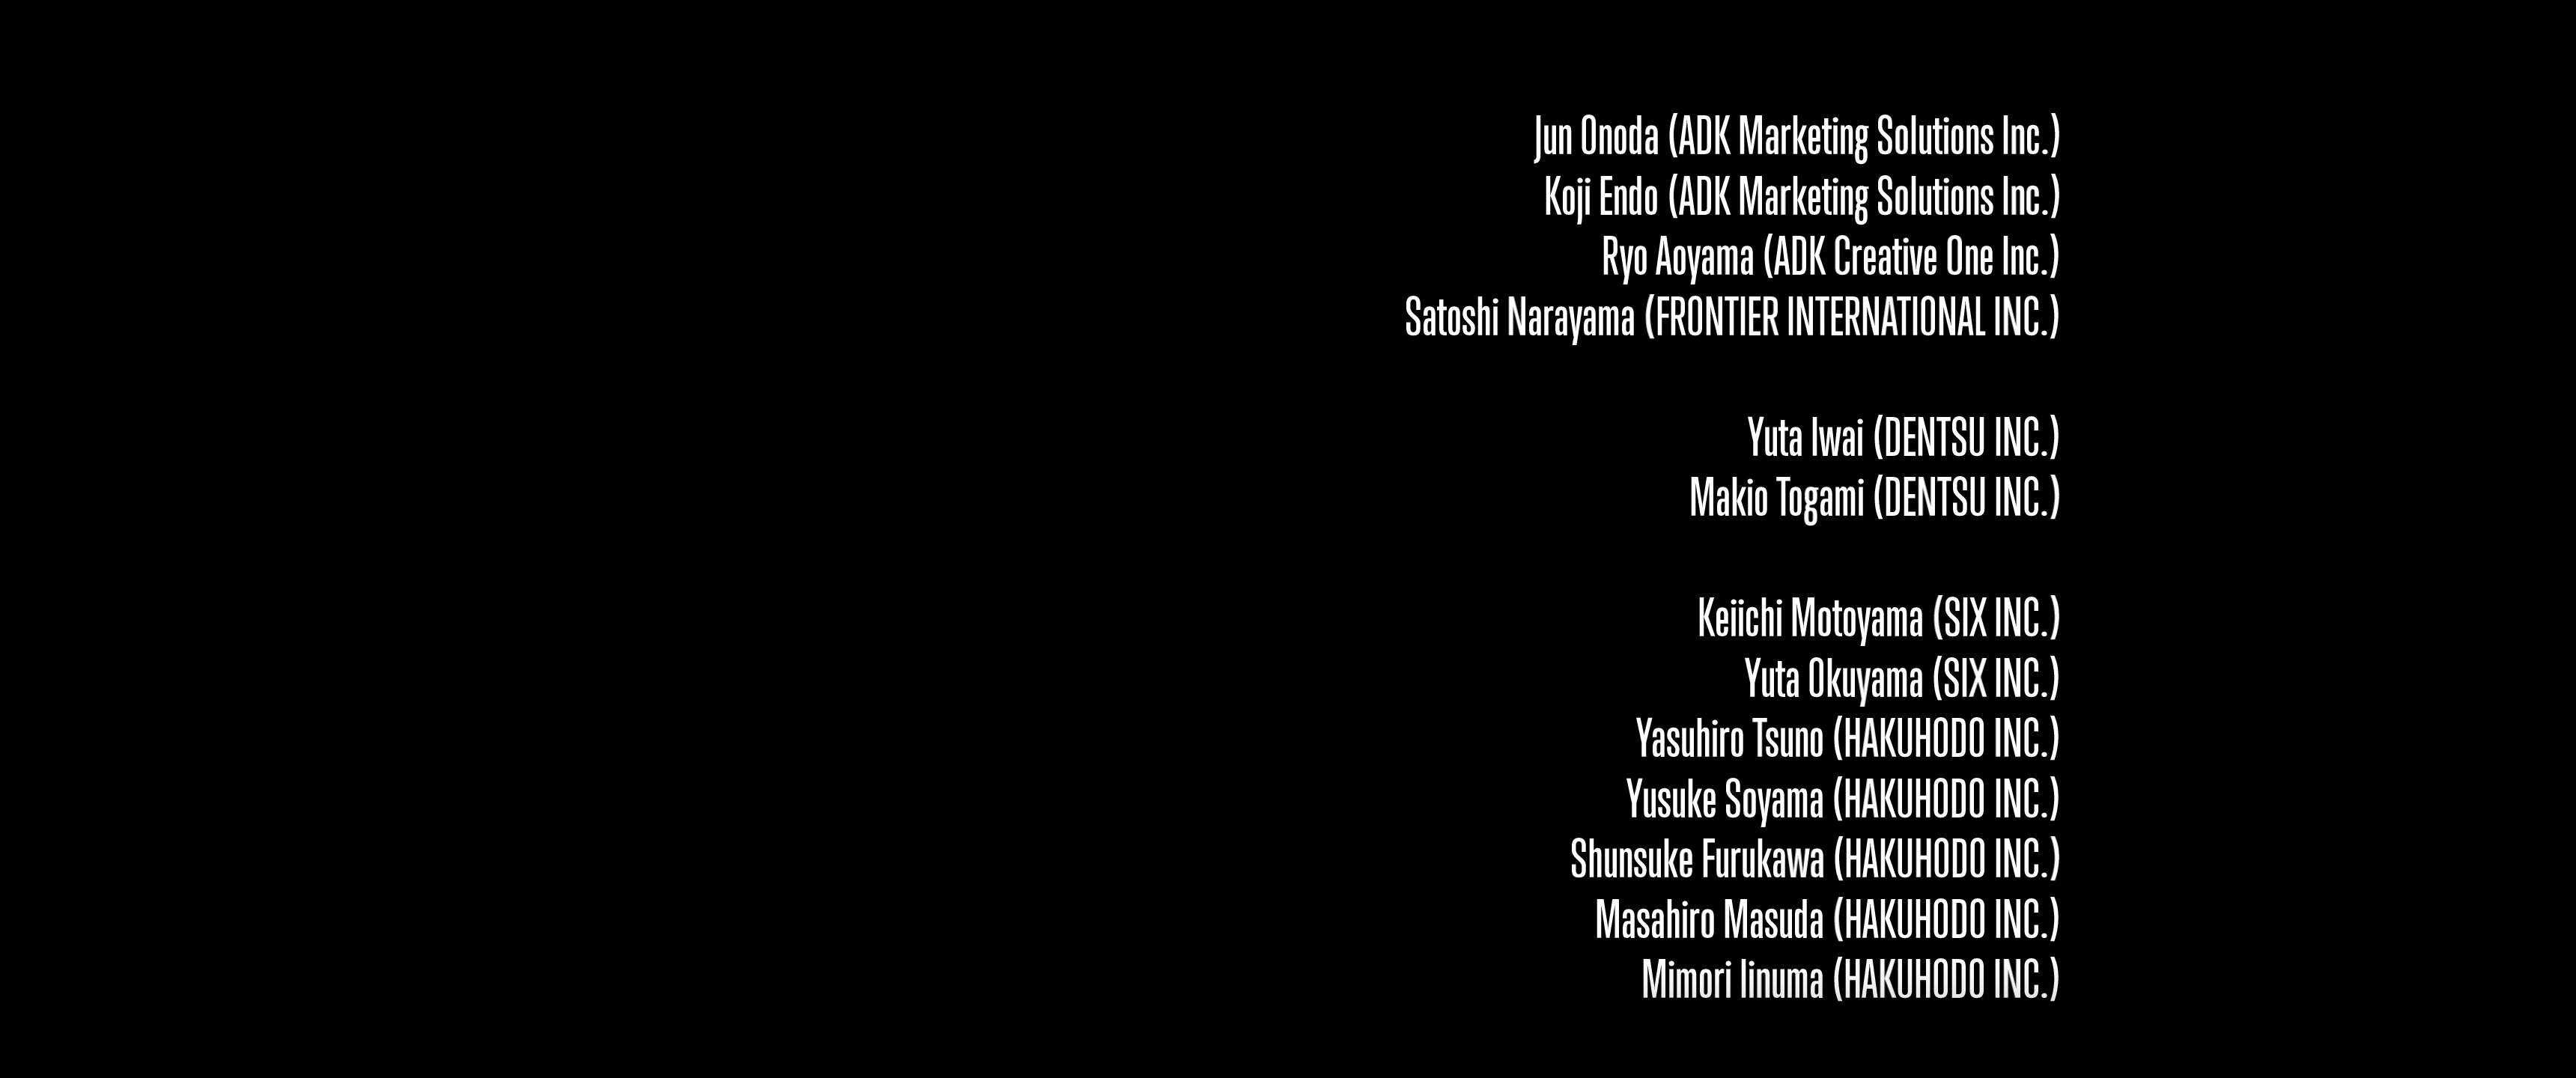 Jun Onoda (ADK Marketing Solutions Inc.)
Koji Endo (ADK Marketing Solutions Inc.)
Ryo Aoyama (ADK Creative One Inc.)
Satoshi Narayama (FRONTIER INTERNATIONAL INC.)
Yuta Iwai (DENTSU INC.)
Makio Togami (DENTSU INC.)
Keiichi Motoyama (SIX INC.)
Yuta Okuyama (SIX INC.)
Yasuhiro Tsuno (HAKUHODO INC.)
Yusuke Soyama (HAKUHODO INC.)
Shunsuke Furukawa (HAKUHODO INC.)
Masahiro Masuda (HAKUHODO INC.)
Mimori Iinuma (HAKUHODO INC.)